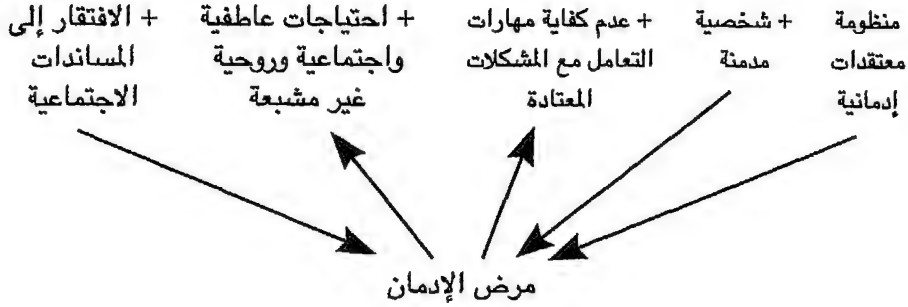 منظومة
معتقدات
إدمانية
+ شخصية
مدمنة
+ عدم كفاية مهارات
التعامل مع المشكلات
المعتادة
+ احتياجات عاطفية
واجتماعية وروحية
غير مشبعة
+ الافتقار إلى
المساندات
الاجتماعية
مرض الإدمان